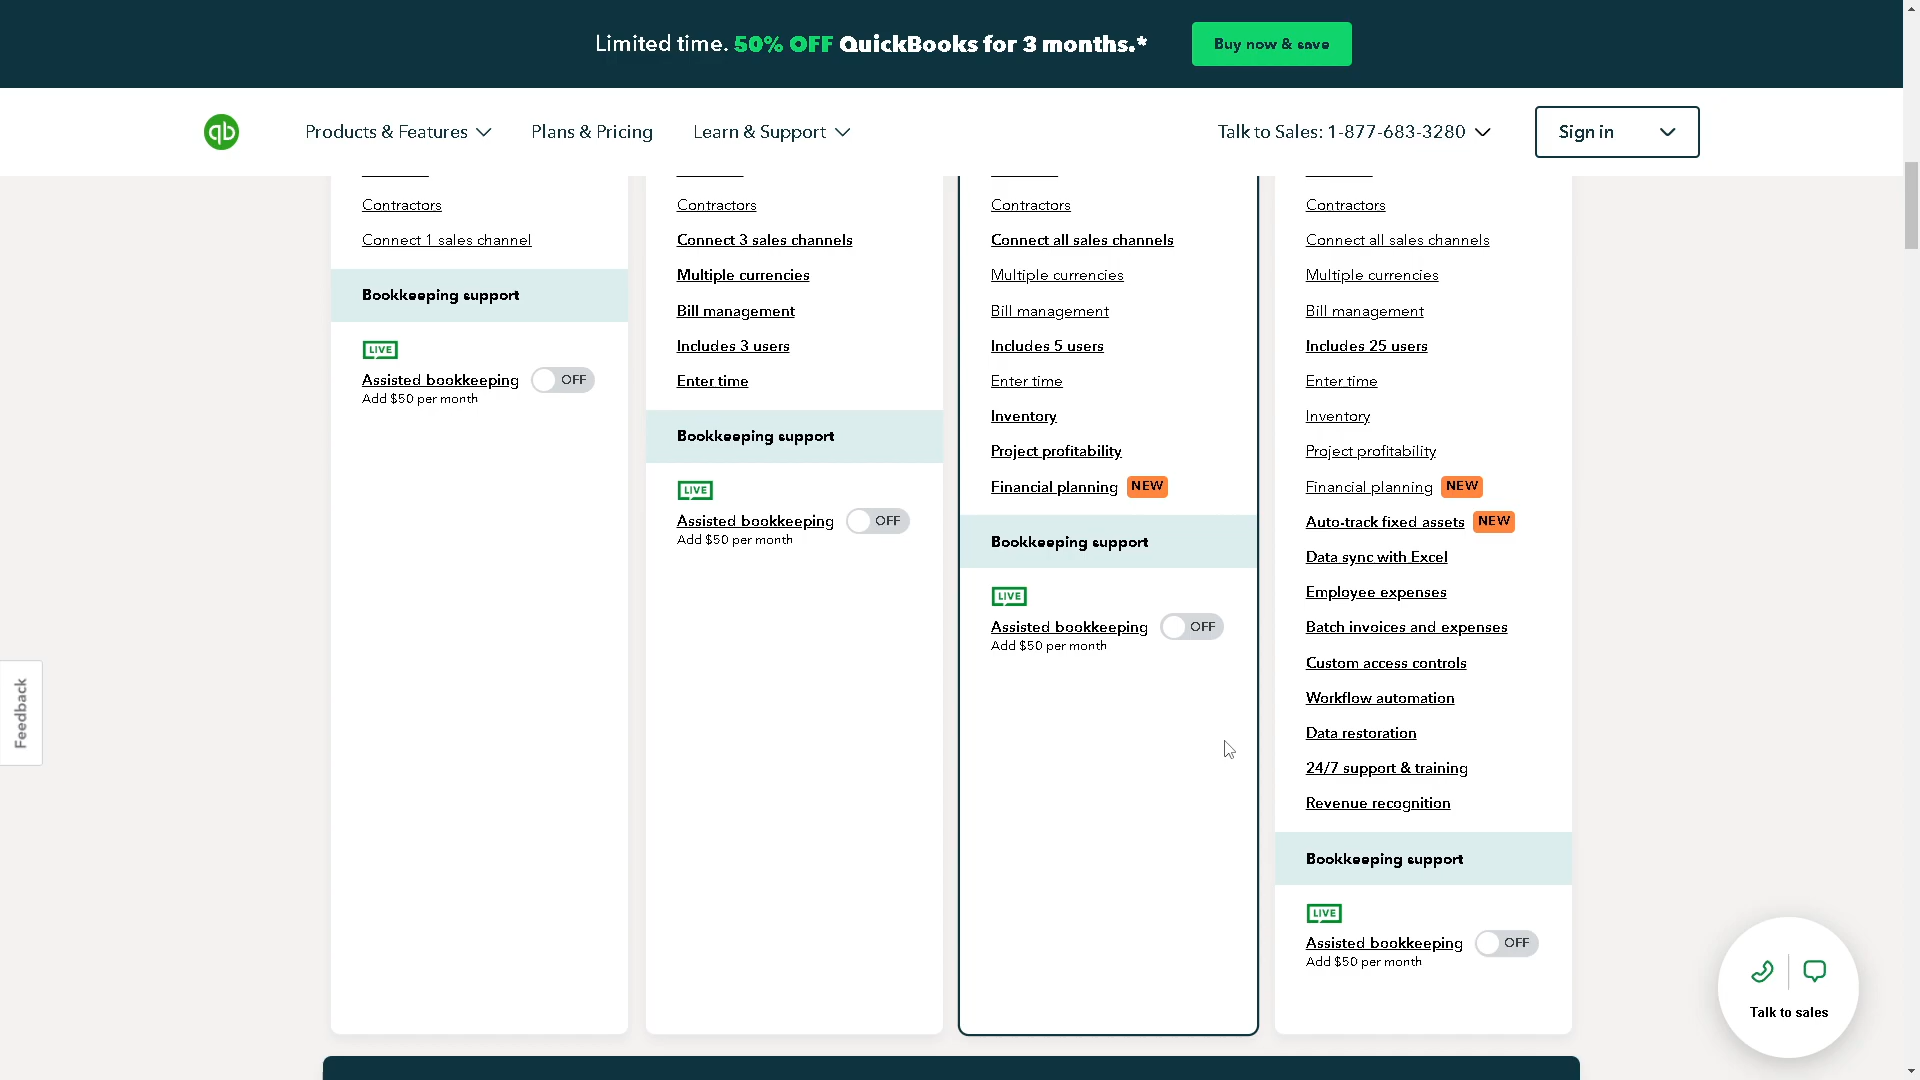 Limited time. 50% OFF QuickBooks for 3 months.*
Buy now & save
qb
Products & Features
Plans & Pricing
Learn & Support
Talk to Sales: 1-877-683-3280
Sign in
Contractors
Connect 1 sales channel
Bookkeeping support
LIVE
Assisted bookkeeping
OFF
Add $50 per month
Contractors
Connect 3 sales channels
Multiple currencies
Bill management
Includes 3 users
Enter time
Bookkeeping support
LIVE
Assisted bookkeeping
OFF
Add $50 per month
Contractors
Connect all sales channels
Multiple currencies
Bill management
Includes 5 users
Enter time
Inventory
Project profitability
Financial planning NEW
Bookkeeping support
LIVE
Assisted bookkeeping
OFF
Add $50 per month
Contractors
Connect all sales channels
Multiple currencies
Bill management
Includes 25 users
Enter time
Inventory
Project profitability
Financial planning NEW
Auto-track fixed assets NEW
Data sync with Excel
Employee expenses
Batch invoices and expenses
Custom access controls
Workflow automation
Data restoration
24/7 support & training
Revenue recognition
Bookkeeping support
LIVE
Assisted bookkeeping
OFF
Add $50 per month
Feedback
Talk to sales